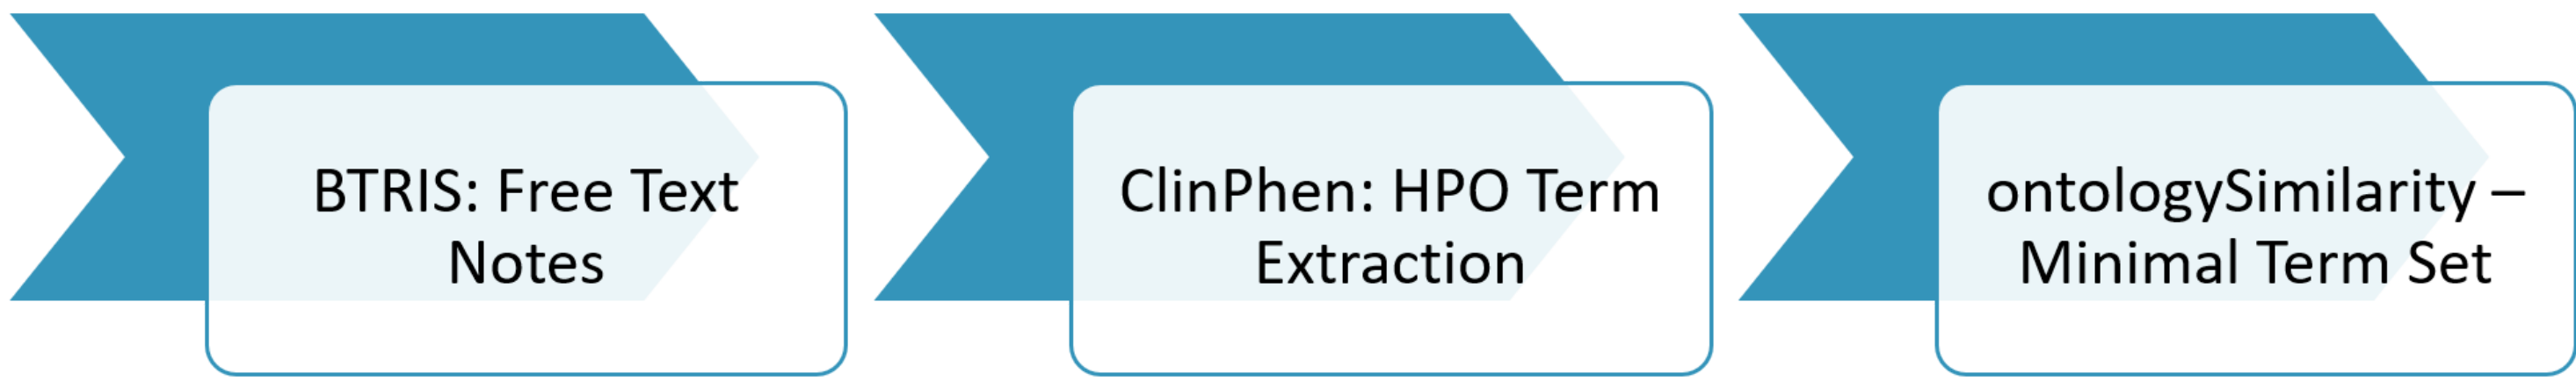 BTRIS: Free Text
Notes
ClinPhen: HPO Term
Extraction
ontologySimilarity –
Minimal Term Set